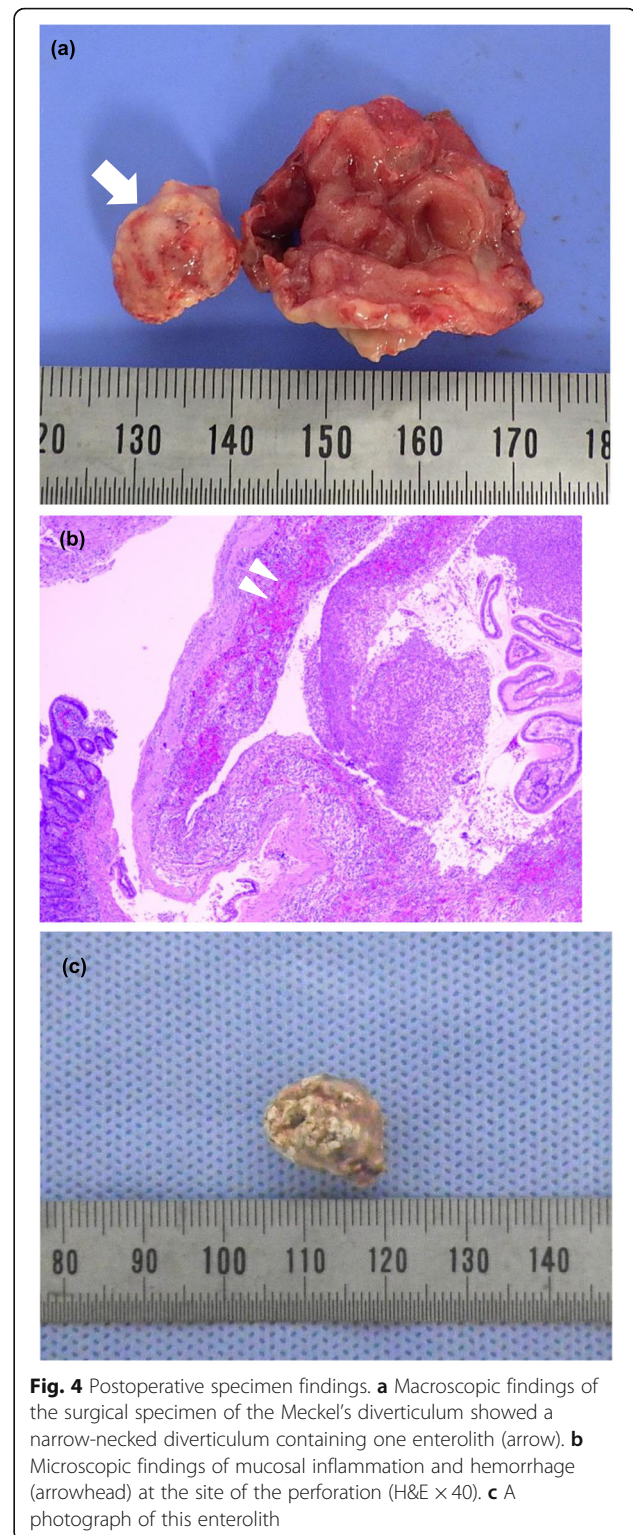 (a)
20 130 140 150 160 170 18
(b)
(c)
80 90 100 110 120 130 140
Fig. 4 Postoperative specimen findings. a Macroscopic findings of
the surgical specimen of the Meckel's diverticulum showed a
narrow-necked diverticulum containing one enterolith (arrow). b
Microscopic findings of mucosal inflammation and hemorrhage
(arrowhead) at the site of the perforation (H&E × 40). c A
photograph of this enterolith